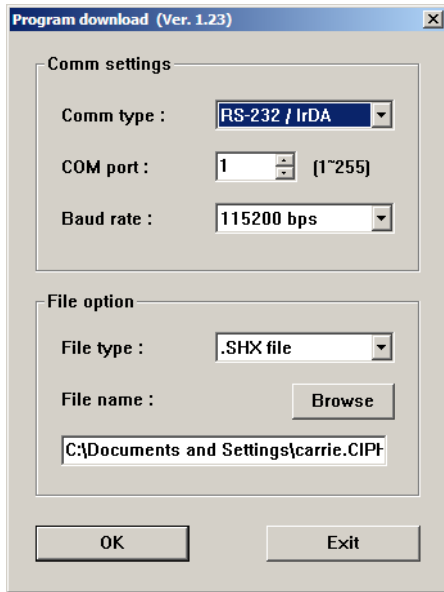 Program download (Ver. 1.23)
Comm settings
Comm type : RS-232 / IrDA
COM port : 1 (1~255)
Baud rate : 115200 bps
File option
File type : .SHX file
File name : Browse
C:\Documents and Settings\carrie.CIPH
OK Exit